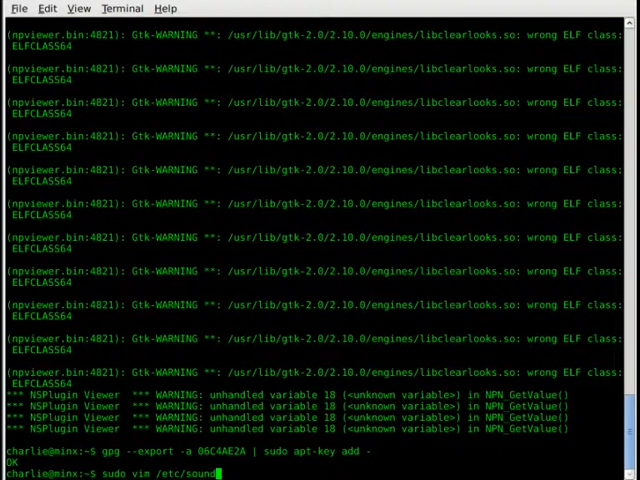 File Edit View Terminal Help
(npviewer.bin:4821): Gtk-WARNING **: /usr/lib/gtk-2.0/2.10.0/engines/libclearlooks.so: wrong ELF class:
ELFCLASS64
(npviewer.bin:4821): Gtk-WARNING **: /usr/lib/gtk-2.0/2.10.0/engines/libclearlooks.so: wrong ELF class:
ELFCLASS64
(npviewer.bin:4821): Gtk-WARNING **: /usr/lib/gtk-2.0/2.10.0/engines/libclearlooks.so: wrong ELF class:
ELFCLASS64
(npviewer.bin:4821): Gtk-WARNING **: /usr/lib/gtk-2.0/2.10.0/engines/libclearlooks.so: wrong ELF class:
ELFCLASS64
(npviewer.bin:4821): Gtk-WARNING **: /usr/lib/gtk-2.0/2.10.0/engines/libclearlooks.so: wrong ELF class:
ELFCLASS64
(npviewer.bin:4821): Gtk-WARNING **: /usr/lib/gtk-2.0/2.10.0/engines/libclearlooks.so: wrong ELF class:
ELFCLASS64
(npviewer.bin:4821): Gtk-WARNING **: /usr/lib/gtk-2.0/2.10.0/engines/libclearlooks.so: wrong ELF class:
ELFCLASS64
(npviewer.bin:4821): Gtk-WARNING **: /usr/lib/gtk-2.0/2.10.0/engines/libclearlooks.so: wrong ELF class:
ELFCLASS64
(npviewer.bin:4821): Gtk-WARNING **: /usr/lib/gtk-2.0/2.10.0/engines/libclearlooks.so: wrong ELF class:
ELFCLASS64
(npviewer.bin:4821): Gtk-WARNING **: /usr/lib/gtk-2.0/2.10.0/engines/libclearlooks.so: wrong ELF class:
ELFCLASS64
(npviewer.bin:4821): Gtk-WARNING **: /usr/lib/gtk-2.0/2.10.0/engines/libclearlooks.so: wrong ELF class:
ELFCLASS64
*** NSPlugin Viewer  *** WARNING: unhandled variable 18 (<unknown variable>) in NPN_GetValue()
*** NSPlugin Viewer  *** WARNING: unhandled variable 18 (<unknown variable>) in NPN_GetValue()
*** NSPlugin Viewer  *** WARNING: unhandled variable 18 (<unknown variable>) in NPN_GetValue()
*** NSPlugin Viewer  *** WARNING: unhandled variable 18 (<unknown variable>) in NPN_GetValue()
charlie@minx:~$ gpg --export -a 06C4AE2A | sudo apt-key add -
OK
charlie@minx:~$ sudo vim /etc/sound